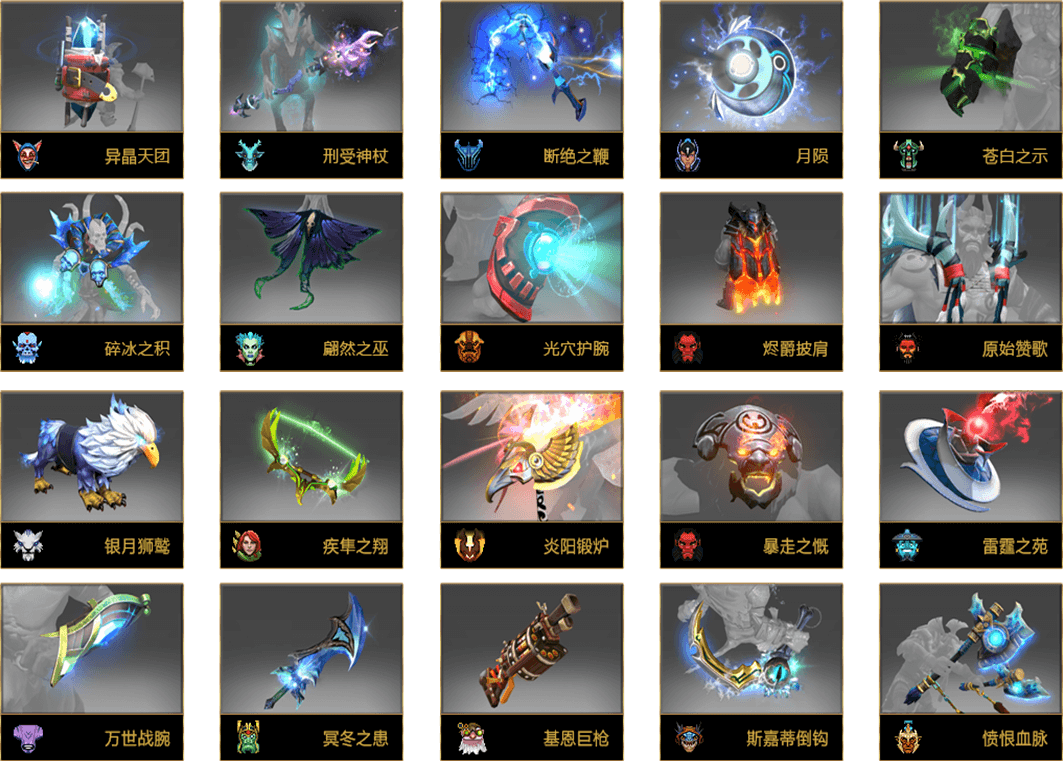 异晶天团
刑受神杖
断绝之鞭
月陨
苍白之示
碎冰之积
翩然之巫
光穴护腕
烬爵披肩
原始赞歌
银月狮鹫
疾隼之翔
炎阳锻炉
暴走之慨
雷霆之苑
万世战腕
冥冬之患
基恩巨枪
斯嘉蒂倒钩
愤恨血脉